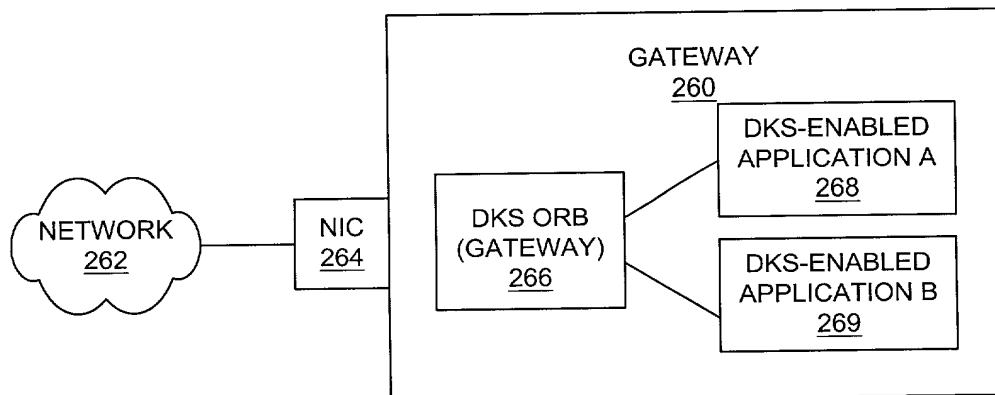 GATEWAY
260
NETWORK
262
NIC
264
DKS ORB
(GATEWAY)
266
DKS-ENABLED
APPLICATION A
268
DKS-ENABLED
APPLICATION B
269